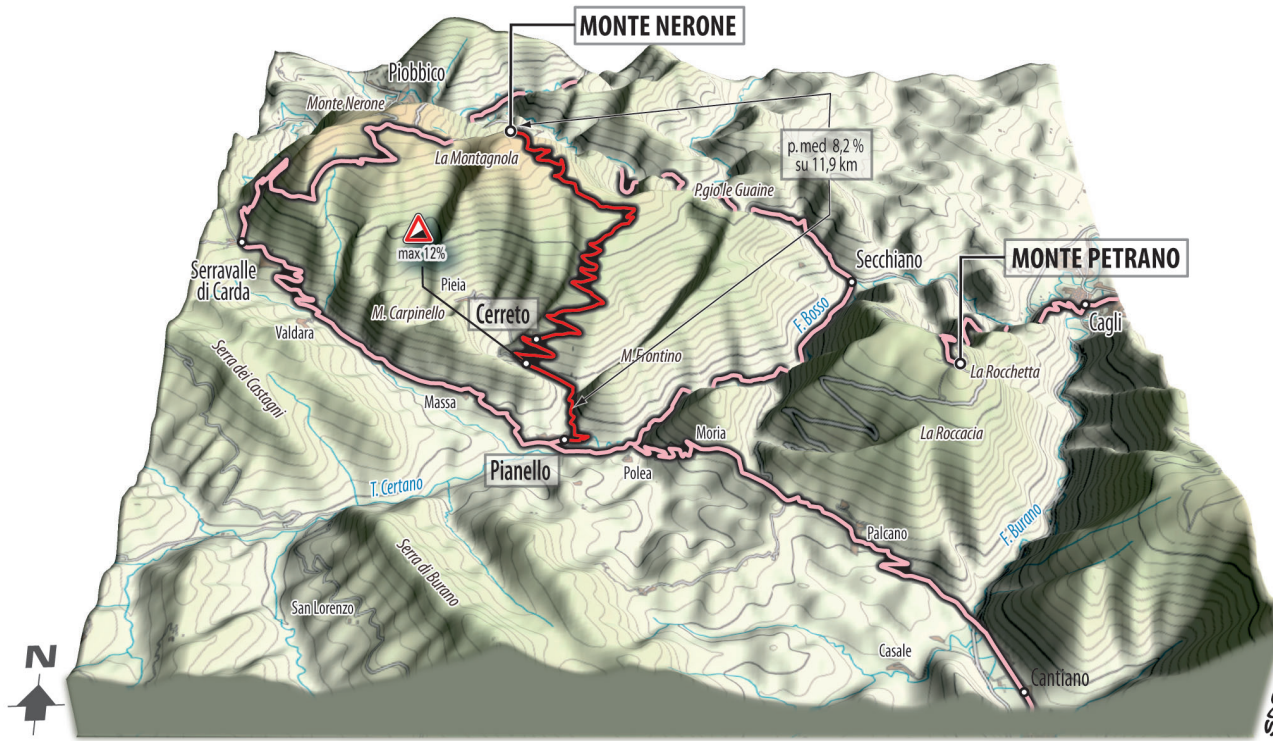 MONTE NERONE
Piobbico
Monte Nerone
La Montagnola
p. med 8,2 %
su 11,9 km
P.gio le Guaine
max 12%
Serravalle
di Carda
Pieia
Secchiano
MONTE PETRANO
Valdara
M. Carpinello
Cerreto
F. Bosso
Cagli
Serra dei Castagni
M. Frontino
La Rocchetta
Massa
Moria
La Roccacia
Pianello
Polea
T. Certano
Palcano
F. Burano
Serra di Burano
San Lorenzo
Casale
Cantiano
N